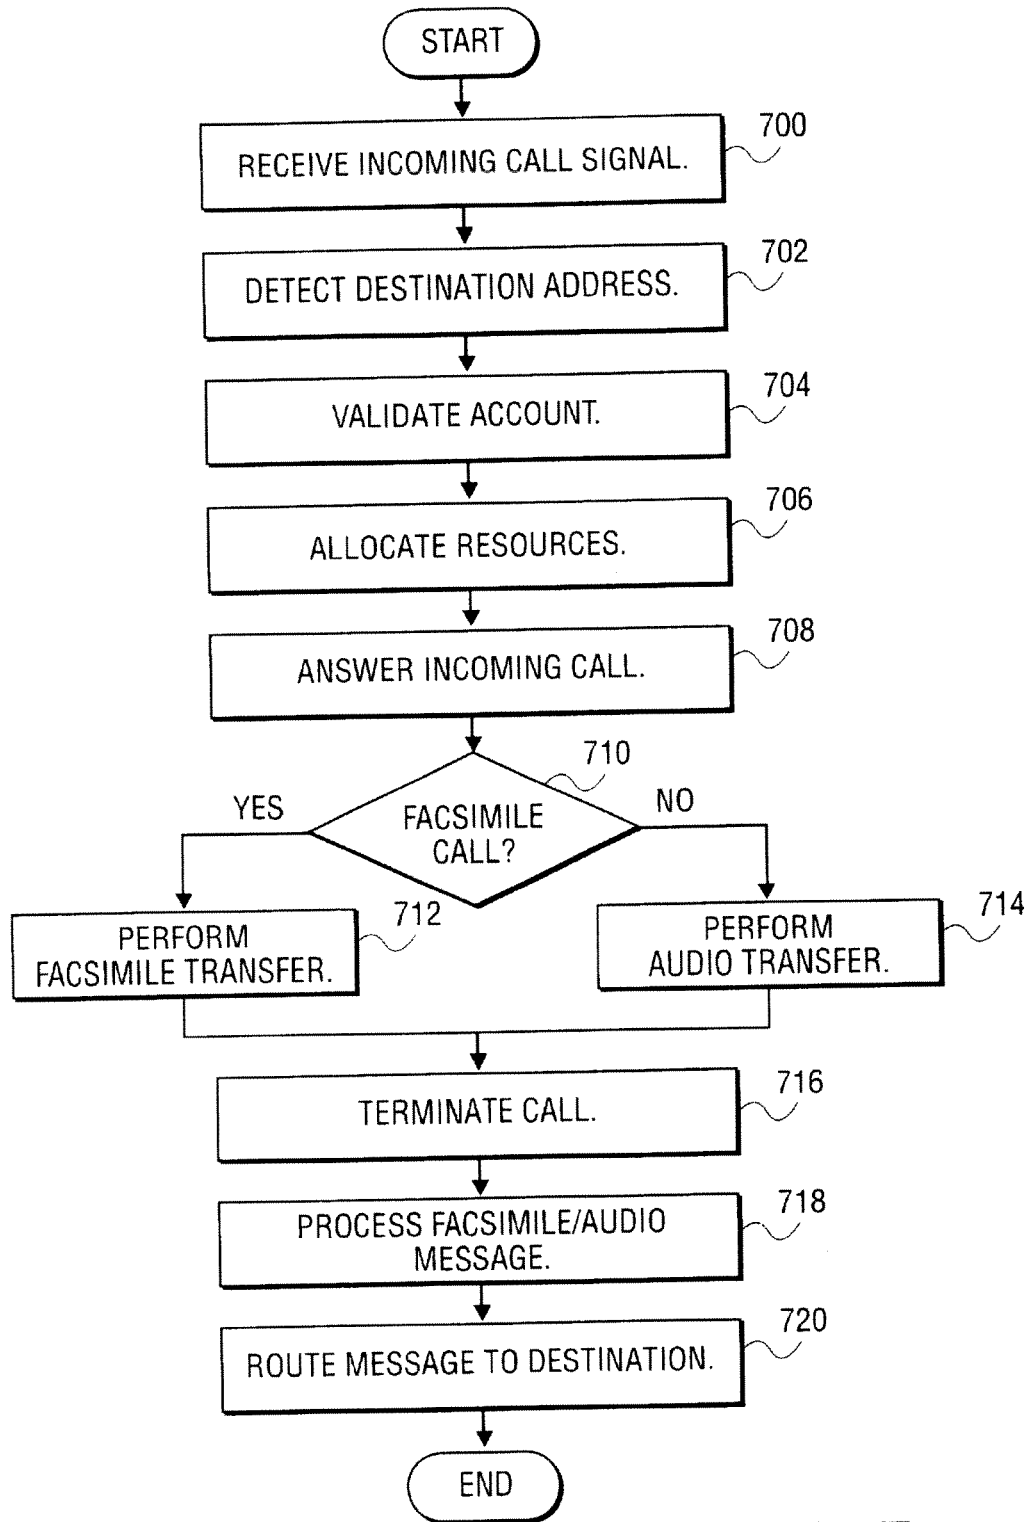 START
700
RECEIVE INCOMING CALL SIGNAL.
702
DETECT DESTINATION ADDRESS.
704
VALIDATE ACCOUNT.
706
ALLOCATE RESOURCES.
708
ANSWER INCOMING CALL.
710
YES
NO
FACSIMILE
CALL?
712
PERFORM
FACSIMILE TRANSFER.
714
PERFORM
AUDIO TRANSFER.
716
TERMINATE CALL.
718
PROCESS FACSIMILE/AUDIO
MESSAGE.
720
ROUTE MESSAGE TO DESTINATION.
END